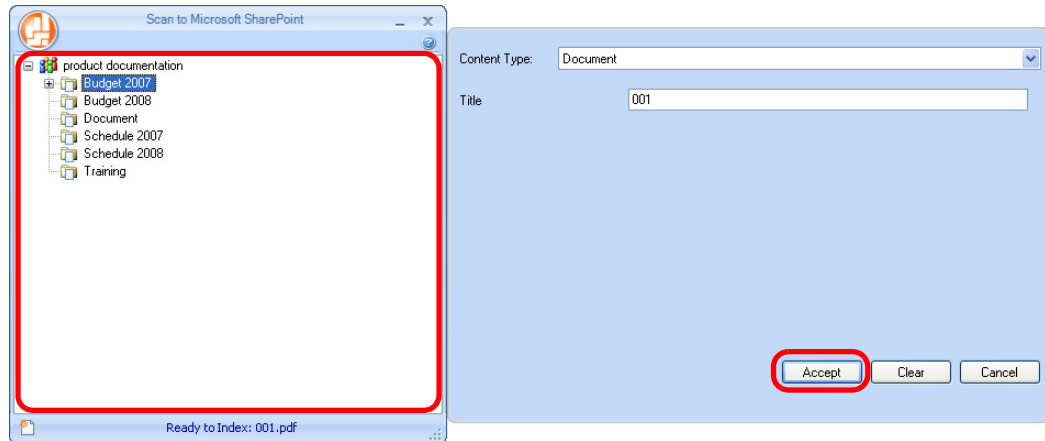 Scan to Microsoft SharePoint
product documentation
Budget 2007
Budget 2008
Document
Schedule 2007
Schedule 2008
Training
Ready to Index: 001.pdf
Content Type: Document
Title 001
Accept Clear Cancel